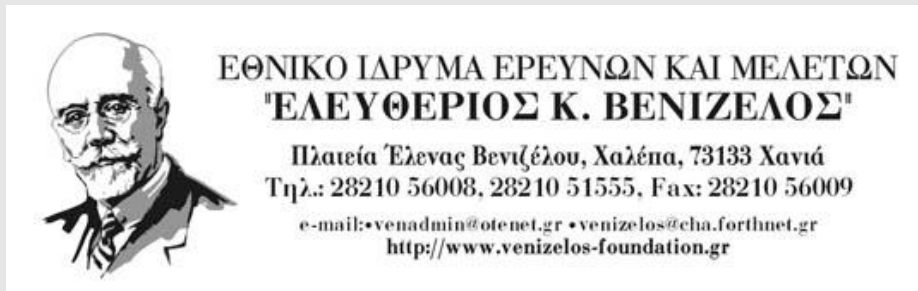 ΕΘΝΙΚΟ ΙΔΡΥΜΑ ΕΡΕΥΝΩΝ ΚΑΙ ΜΕΛΕΤΩΝ
"ΕΛΕΥΘΕΡΙΟΣ Κ. ΒΕΝΙΖΕΛΟΣ"
Πλατεία Έλενας Βενιζέλου, Χαλέπα, 73133 Χανιά
Τηλ.: 28210 56008, 28210 51555, Fax: 28210 56009
e-mail:•venadmin@otenet.gr •venizelos@cha.forthnet.gr
http://www.venizelos-foundation.gr